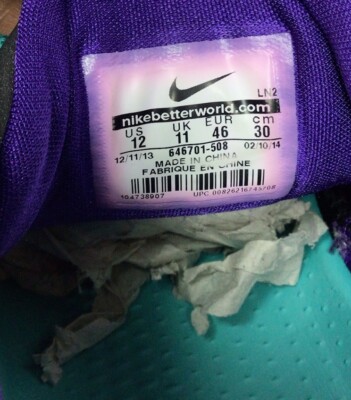 LN2
nikebetterworld.com
US UK EUR cm
12 11 46 30
12/11/13 646701-508 02/10/14
MADE IN CHINA
FABRIQUE EN CHINE